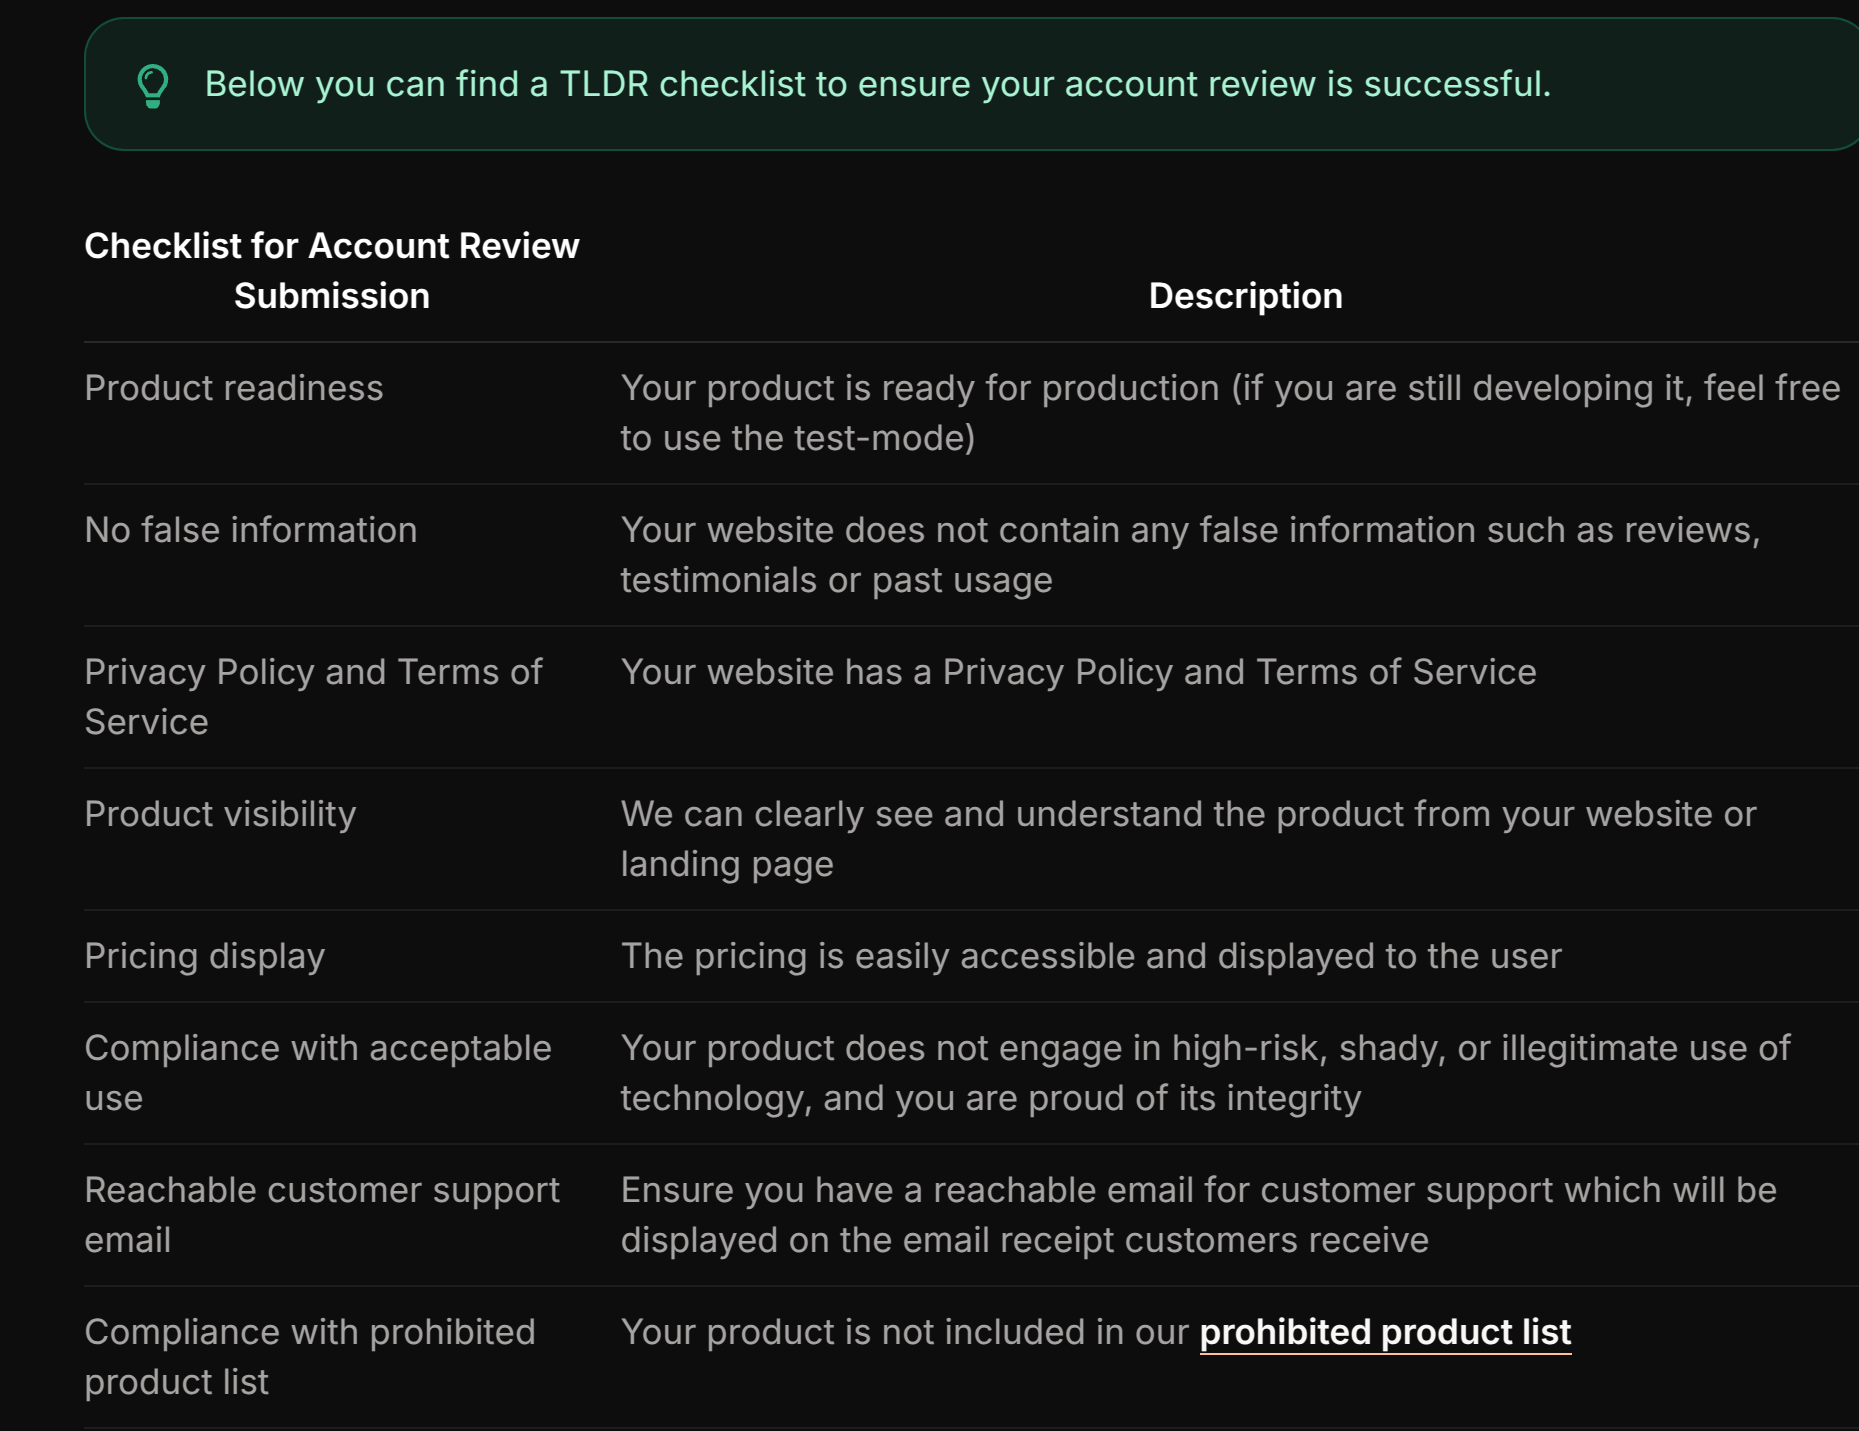 Below you can find a TLDR checklist to ensure your account review is successful.
Checklist for Account Review
Submission
Description
Product readiness
Your product is ready for production (if you are still developing it, feel free
to use the test-mode)
No false information
Your website does not contain any false information such as reviews,
testimonials or past usage
Privacy Policy and Terms of
Service
Your website has a Privacy Policy and Terms of Service
Product visibility
We can clearly see and understand the product from your website or
landing page
Pricing display
The pricing is easily accessible and displayed to the user
Compliance with acceptable
use
Your product does not engage in high-risk, shady, or illegitimate use of
technology, and you are proud of its integrity
Reachable customer support
email
Ensure you have a reachable email for customer support which will be
displayed on the email receipt customers receive
Compliance with prohibited
product list
Your product is not included in our prohibited product list